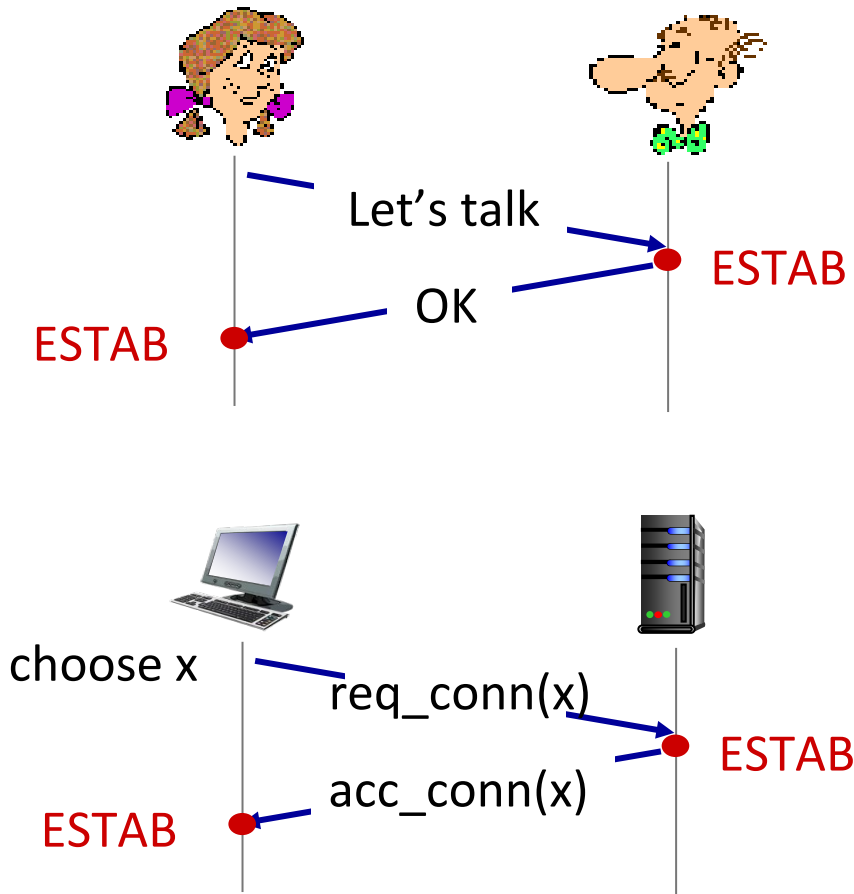 Let’s talk
ESTAB
OK
ESTAB
choose x
req_conn(x)
ESTAB
acc_conn(x)
ESTAB